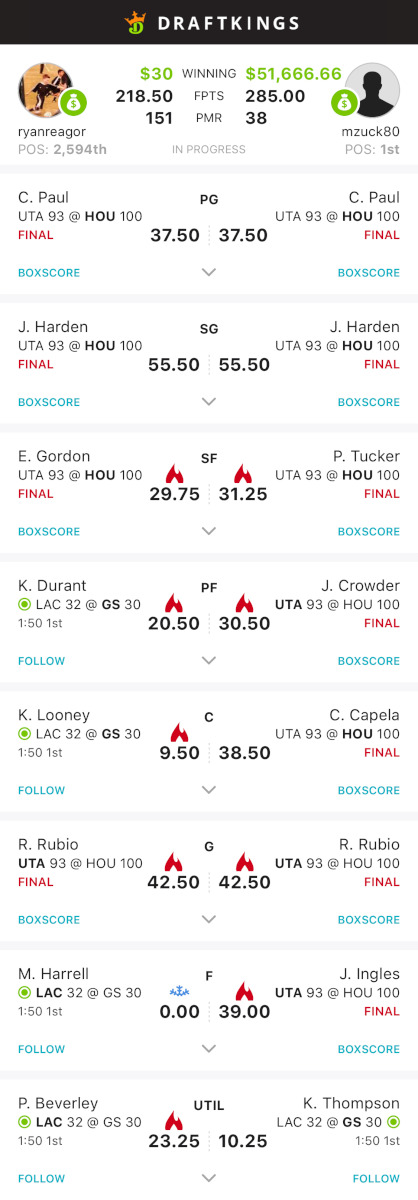 DRAFTKINGS
$30 WINNING $51,666.66
218.50 FPTS 285.00
151 PMR 38
ryanreagor mzuck80
POS: 2,594th IN PROGRESS POS: 1st
C. Paul PG C. Paul
UTA 93 @ HOU 100 UTA 93 @ HOU 100
FINAL 37.50 37.50 FINAL
BOXSCORE BOXSCORE
J. Harden SG J. Harden
UTA 93 @ HOU 100 UTA 93 @ HOU 100
FINAL 55.50 55.50 FINAL
BOXSCORE BOXSCORE
E. Gordon SF P. Tucker
UTA 93 @ HOU 100 UTA 93 @ HOU 100
FINAL 29.75 31.25 FINAL
BOXSCORE BOXSCORE
K. Durant PF J. Crowder
LAC 32 @ GS 30 UTA 93 @ HOU 100
1:50 1st 20.50 30.50 FINAL
FOLLOW BOXSCORE
K. Looney C C. Capela
LAC 32 @ GS 30 UTA 93 @ HOU 100
1:50 1st 9.50 38.50 FINAL
FOLLOW BOXSCORE
R. Rubio G R. Rubio
UTA 93 @ HOU 100 UTA 93 @ HOU 100
FINAL 42.50 42.50 FINAL
BOXSCORE BOXSCORE
M. Harrell F J. Ingles
LAC 32 @ GS 30 UTA 93 @ HOU 100
1:50 1st 0.00 39.00 FINAL
FOLLOW BOXSCORE
P. Beverley UTIL K. Thompson
LAC 32 @ GS 30 LAC 32 @ GS 30
1:50 1st 23.25 10.25 1:50 1st
FOLLOW FOLLOW